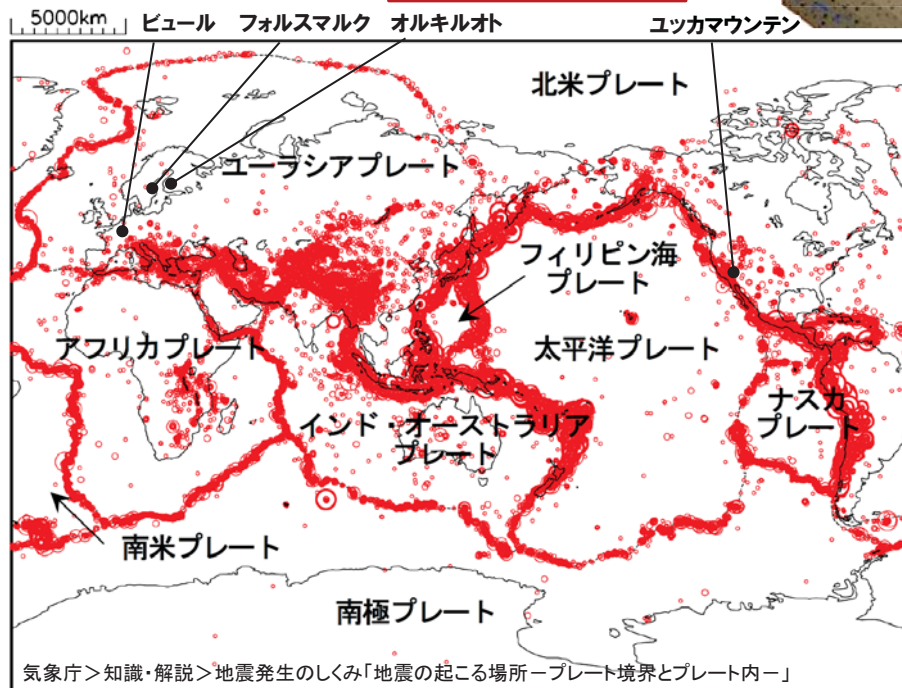 5000km
ビュール
フォルスマルク
オルキルオト
ユッカマウンテン
北米プレート
ユーラシアプレート
フィリピン海
プレート
アフリカプレート
太平洋プレート
インド・オーストラリア
プレート
ナスカ
プレート
南米プレート
南極プレート
気象庁>知識・解説>地震発生のしくみ「地震の起こる場所－プレート境界とプレート内－」